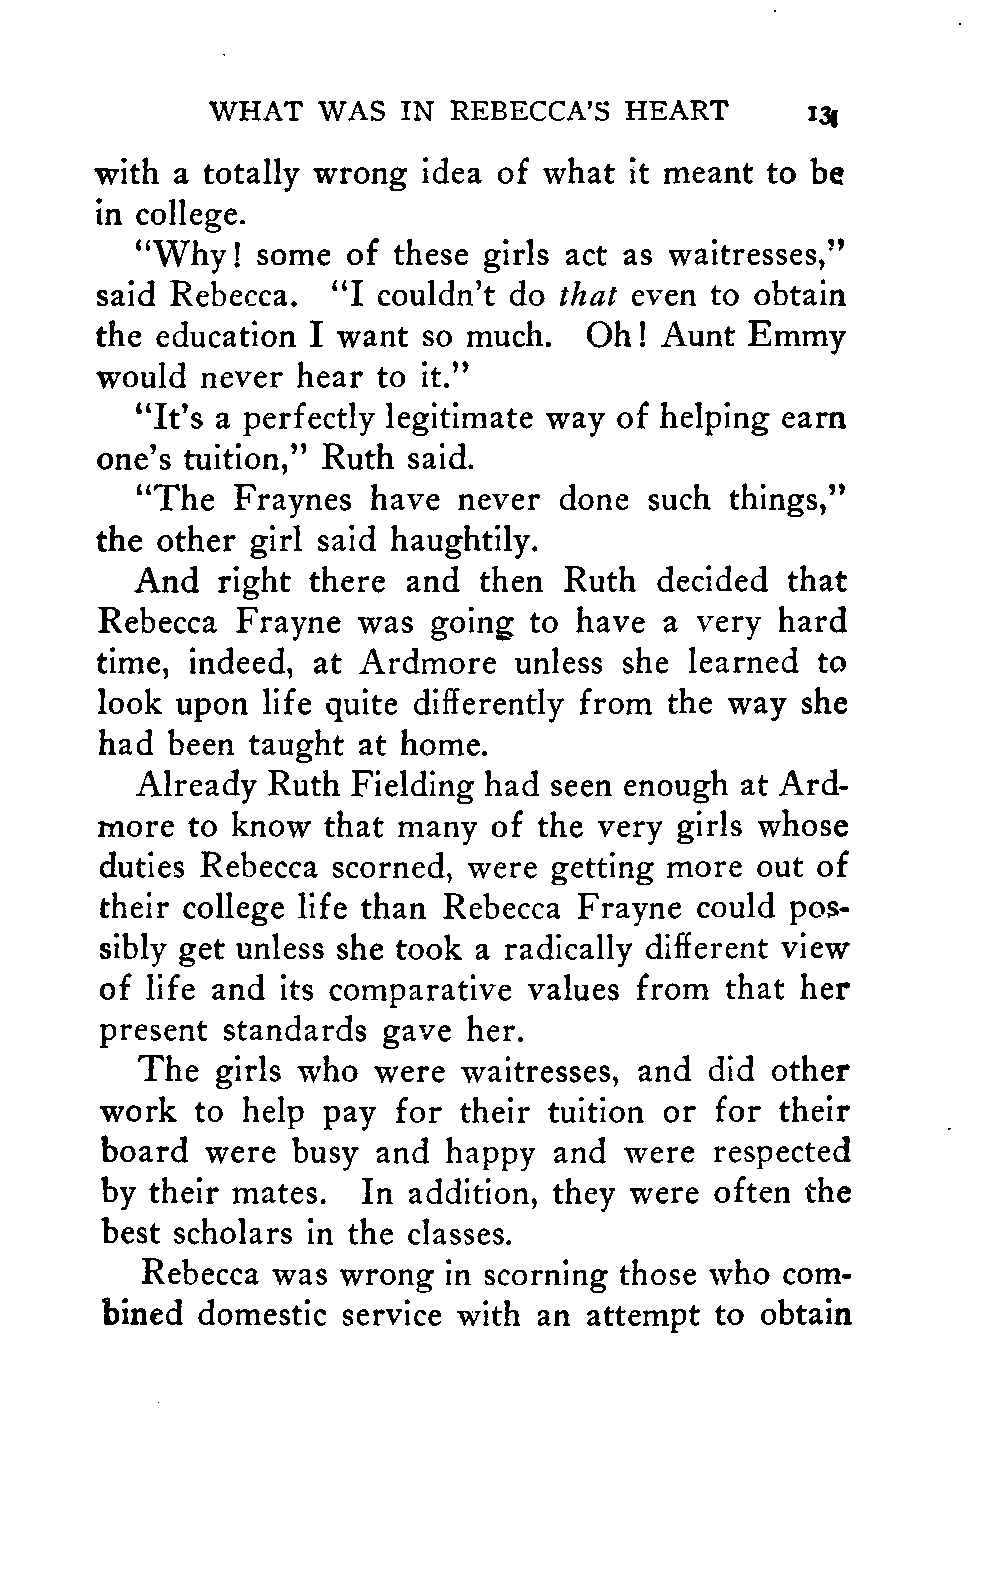 WHAT WAS IN REBECCA'S HEART 131
with a totally wrong idea of what it meant to be
in college.
"Why! some of these girls act as waitresses,"
said Rebecca. "I couldn't do that even to obtain
the education I want so much. Oh! Aunt Emmy
would never hear to it."
"It's a perfectly legitimate way of helping earn
one's tuition," Ruth said.
"The Fraynes have never done such things,"
the other girl said haughtily.
And right there and then Ruth decided that
Rebecca Frayne was going to have a very hard
time, indeed, at Ardmore unless she learned to
look upon life quite differently from the way she
had been taught at home.
Already Ruth Fielding had seen enough at Ard-
more to know that many of the very girls whose
duties Rebecca scorned, were getting more out of
their college life than Rebecca Frayne could pos-
sibly get unless she took a radically different view
of life and its comparative values from that her
present standards gave her.
The girls who were waitresses, and did other
work to help pay for their tuition or for their
board were busy and happy and were respected
by their mates. In addition, they were often the
best scholars in the classes.
Rebecca was wrong in scorning those who com-
bined domestic service with an attempt to obtain